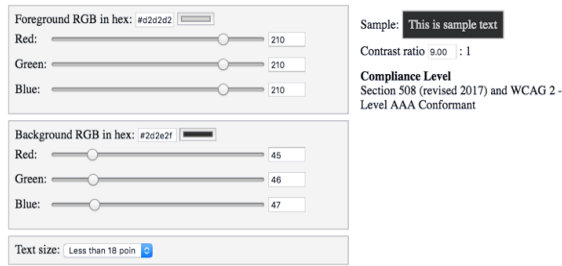 Foreground RGB in hex: #d2d2d2
Red: 210
Green: 210
Blue: 210
Background RGB in hex: #2d2e2f
Red: 45
Green: 46
Blue: 47
Text size: Less than 18 poin
Sample: This is sample text
Contrast ratio 9.00 : 1
Compliance Level
Section 508 (revised 2017) and WCAG 2 -
Level AAA Conformant